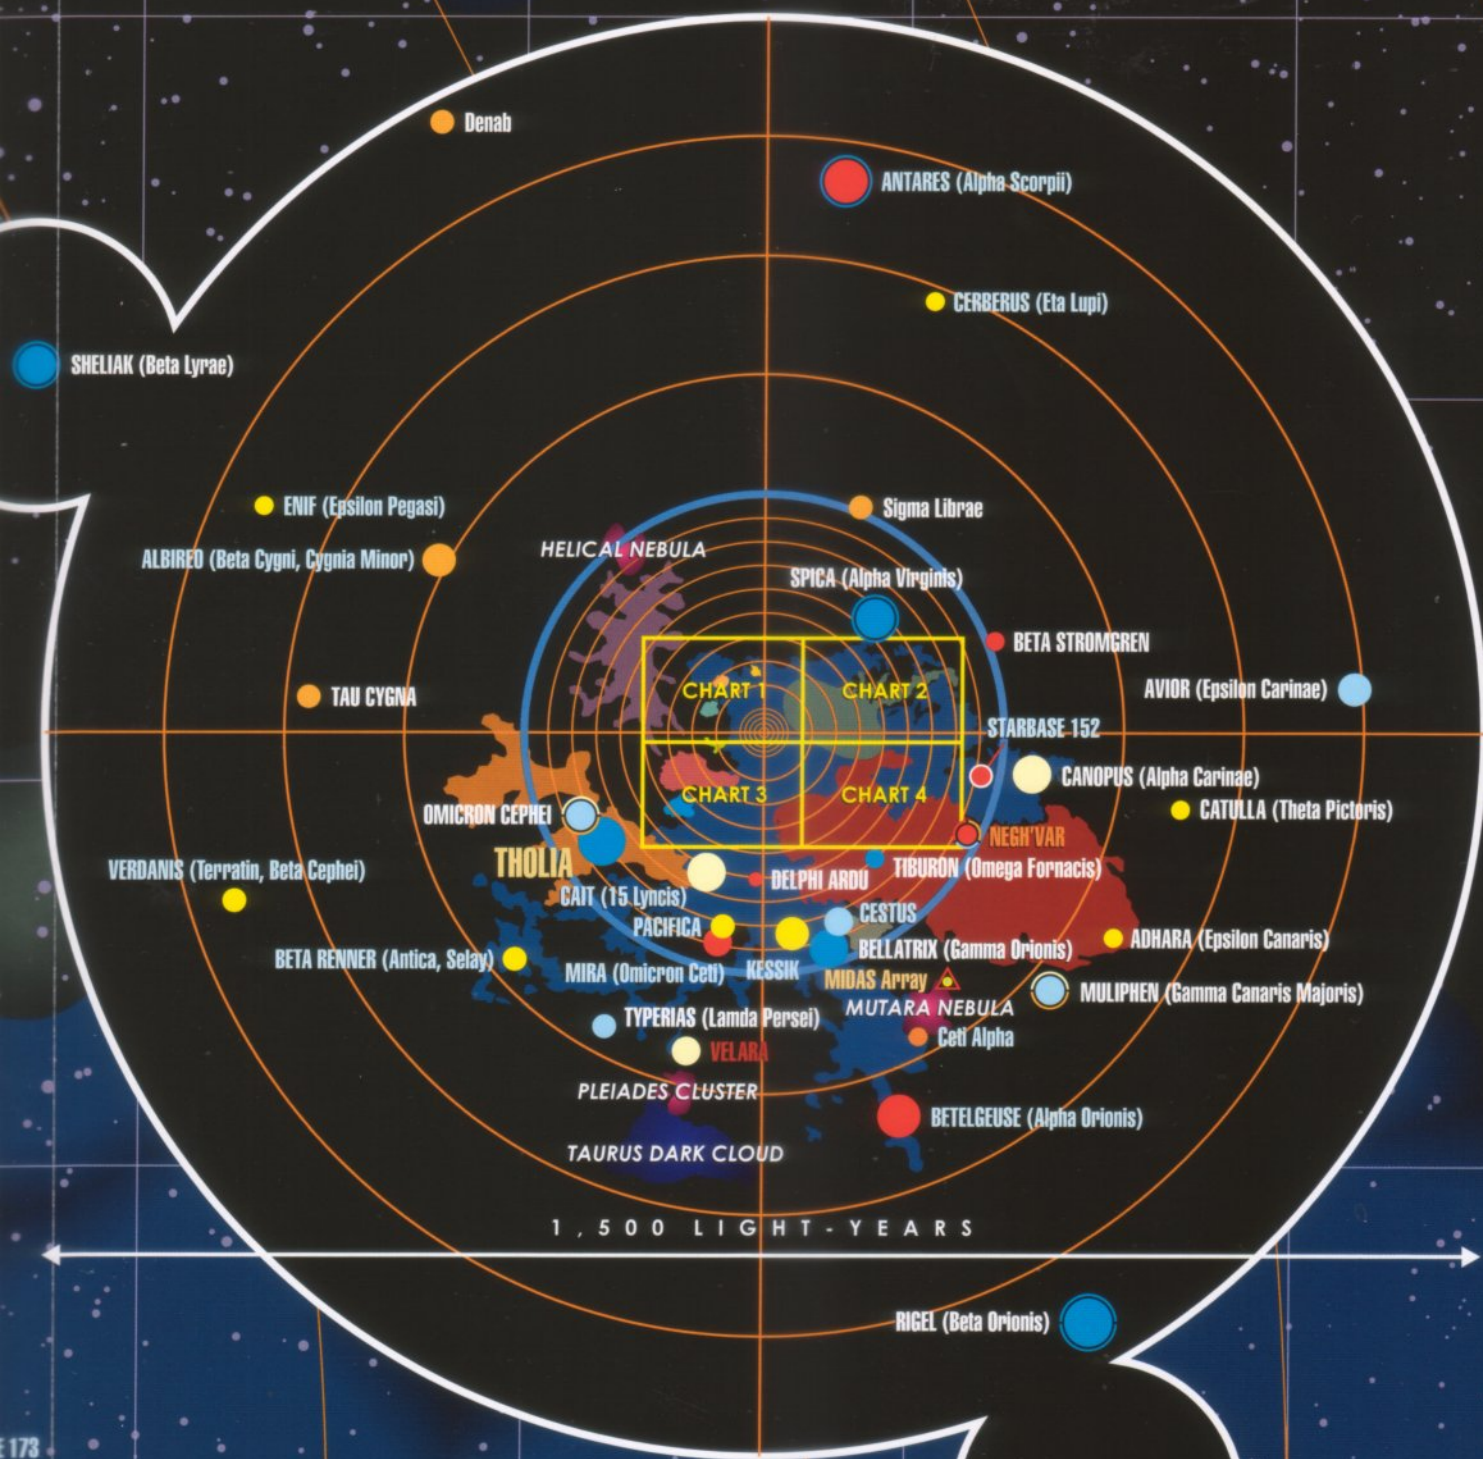 Denab
ANTARES (Alpha Scorpii)
CERBERUS (Eta Lupi)
SHELIAK (Beta Lyrae)
ENIF (Epsilon Pegasi)
Sigma Librae
HELICAL NEBULA
ALBIREO (Beta Cygni, Cygnia Minor)
SPICA (Alpha Virginis)
BETA STROMGREN
CHART 1
CHART 2
AVIOR (Epsilon Carinae)
TAU CYGNA
STARBASE 152
CANOPUS (Alpha Carinae)
CHART 3
CHART 4
CATULLA (Theta Pictoris)
OMICRON CEPHEI
NEGH'VAR
THOLIA
VERDANIS (Terratin, Beta Cephei)
TIBURON (Omega Fornacis)
DELPHI ARDU
CAIT (15 Lyncis)
CESTUS
PACIFICA
ADHARA (Epsilon Canaris)
BELLATRIX (Gamma Orionis)
BETA RENNER (Antica, Selay)
MIRA (Omicron Ceti)
KESSIK
MIDAS Array
MULIPHEN (Gamma Canaris Majoris)
MUTARA NEBULA
TYPERIAS (Lamda Persei)
Ceti Alpha
VELARA
PLEIADES CLUSTER
BETELGEUSE (Alpha Orionis)
TAURUS DARK CLOUD
1,500 LIGHT-YEARS
RIGEL (Beta Orionis)
E 173